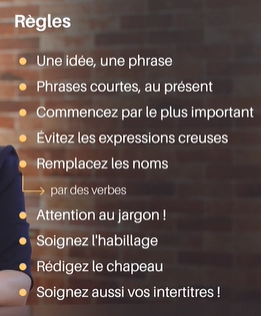 Règles
Une idée, une phrase
Phrases courtes, au présent
Commencez par le plus important
Évitez les expressions creuses
Remplacez les noms
par des verbes
Attention au jargon !
Soignez l'habillage
Rédigez le chapeau
Soignez aussi vos intertitres !